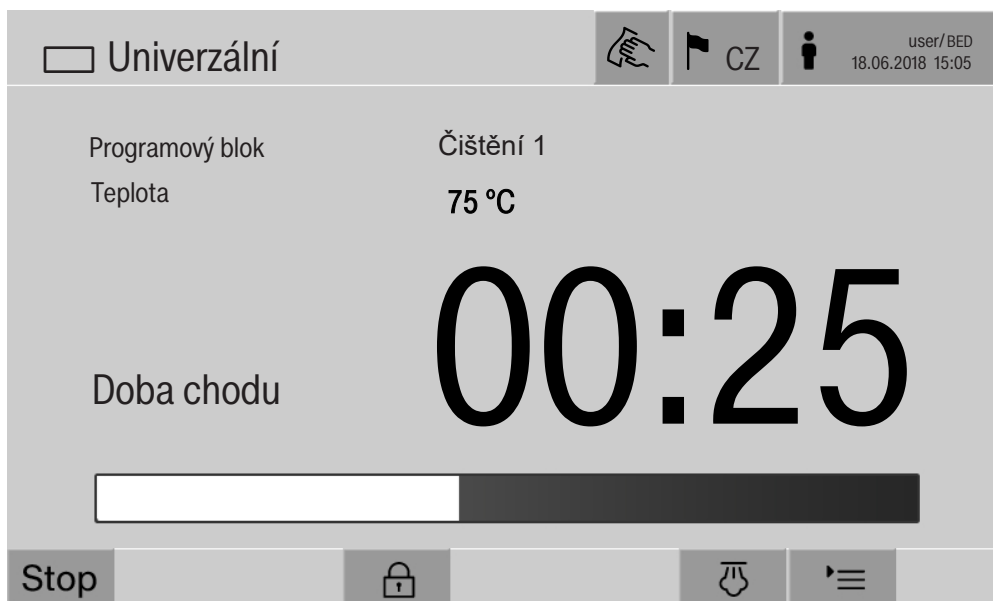 Univerzální
CZ
user/BED
18.06.2018 15:05
Programový blok Čištění 1
Teplota 75 °C
Doba chodu 00:25
Stop